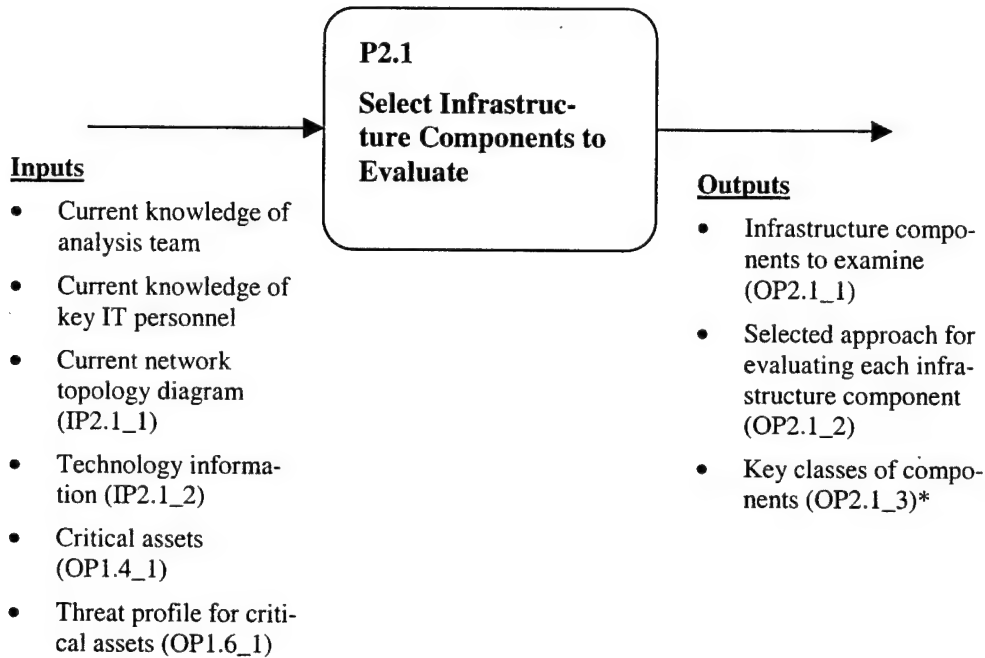 P2.1
Select Infrastruc-
ture Components to
Evaluate
Inputs
• Current knowledge of
analysis team
• Current knowledge of
key IT personnel
• Current network
topology diagram
(IP2.1_1)
• Technology informa-
tion (IP2.1_2)
• Critical assets
(OP1.4_1)
• Threat profile for criti-
cal assets (OP1.6_1)
Outputs
• Infrastructure compo-
nents to examine
(OP2.1_1)
• Selected approach for
evaluating each infra-
structure component
(OP2.1_2)
• Key classes of compo-
nents (OP2.1_3)*